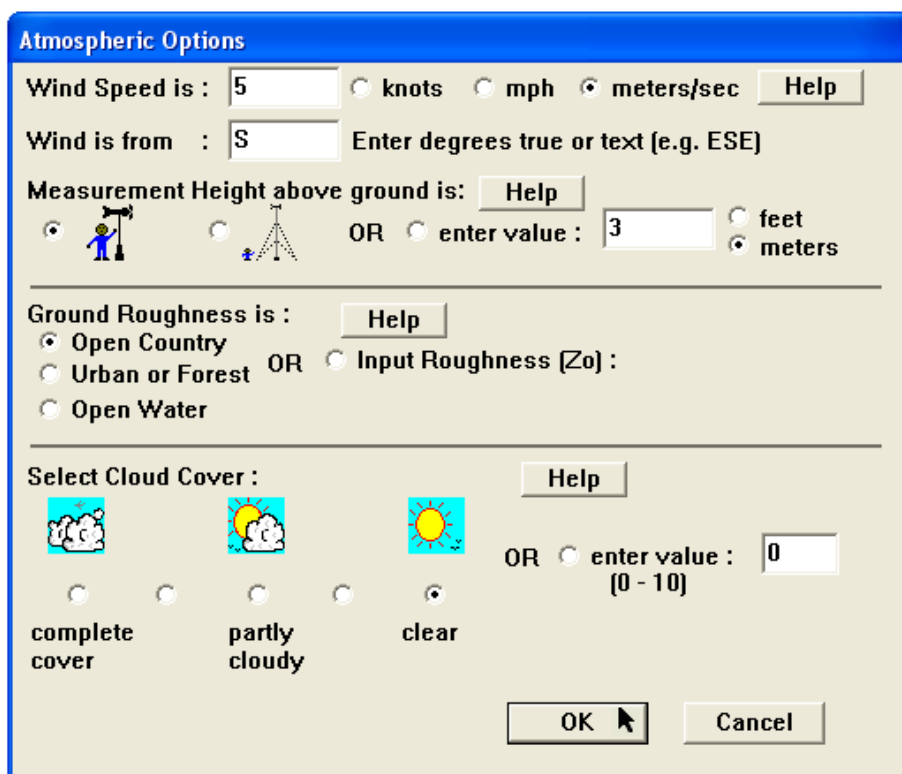 Atmospheric Options
Wind Speed is : 5 knots mph meters/sec Help
Wind is from : S Enter degrees true or text (e.g. ESE)
Measurement Height above ground is: Help
OR enter value : 3 feet
meters
Ground Roughness is : Help
Open Country
Urban or Forest OR Input Roughness (Zo) :
Open Water
Select Cloud Cover : Help
OR enter value : 0
(0 - 10)
complete partly clear
cover cloudy
OK Cancel